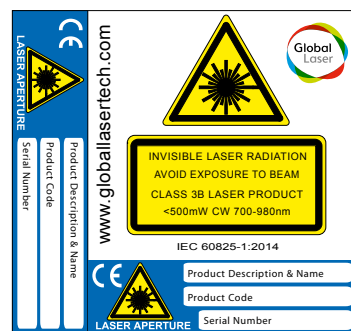 LASER APERTURE
CE
Product Description & Name
Product Code
Serial Number
www.globallasertech.com
Global
Laser
INVISIBLE LASER RADIATION
AVOID EXPOSURE TO BEAM
CLASS 3B LASER PRODUCT
<500mW CW 700-980nm
IEC 60825-1:2014
CE
LASER APERTURE
Product Description & Name
Product Code
Serial Number